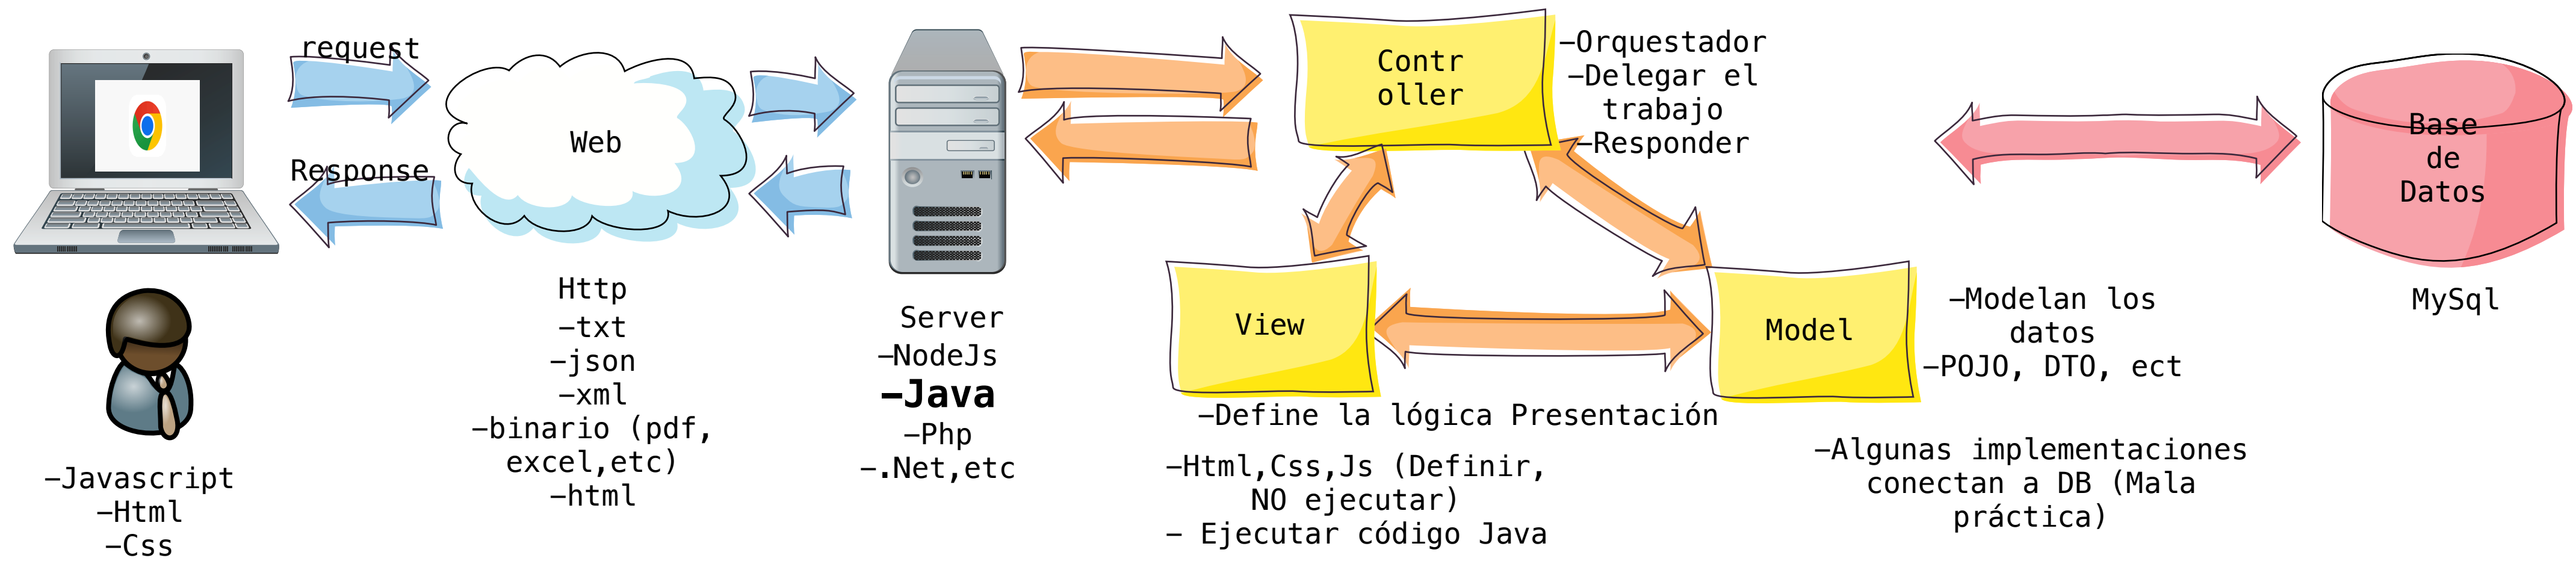 request
Response
-Javascript
-Html
-Css
Web
Http
-txt
-json
-xml
-binario (pdf,
excel,etc)
-html
Server
-NodeJs
-Java
-Php
-.Net,etc
Contr
oller
-Orquestador
-Delegar el
trabajo
-Responder
View
-Define la lógica Presentación
-Html,Css,Js (Definir,
NO ejecutar)
- Ejecutar código Java
Model
-Modelan los
datos
-POJO, DTO, ect
-Algunas implementaciones
conectan a DB (Mala
práctica)
Base
de
Datos
MySql